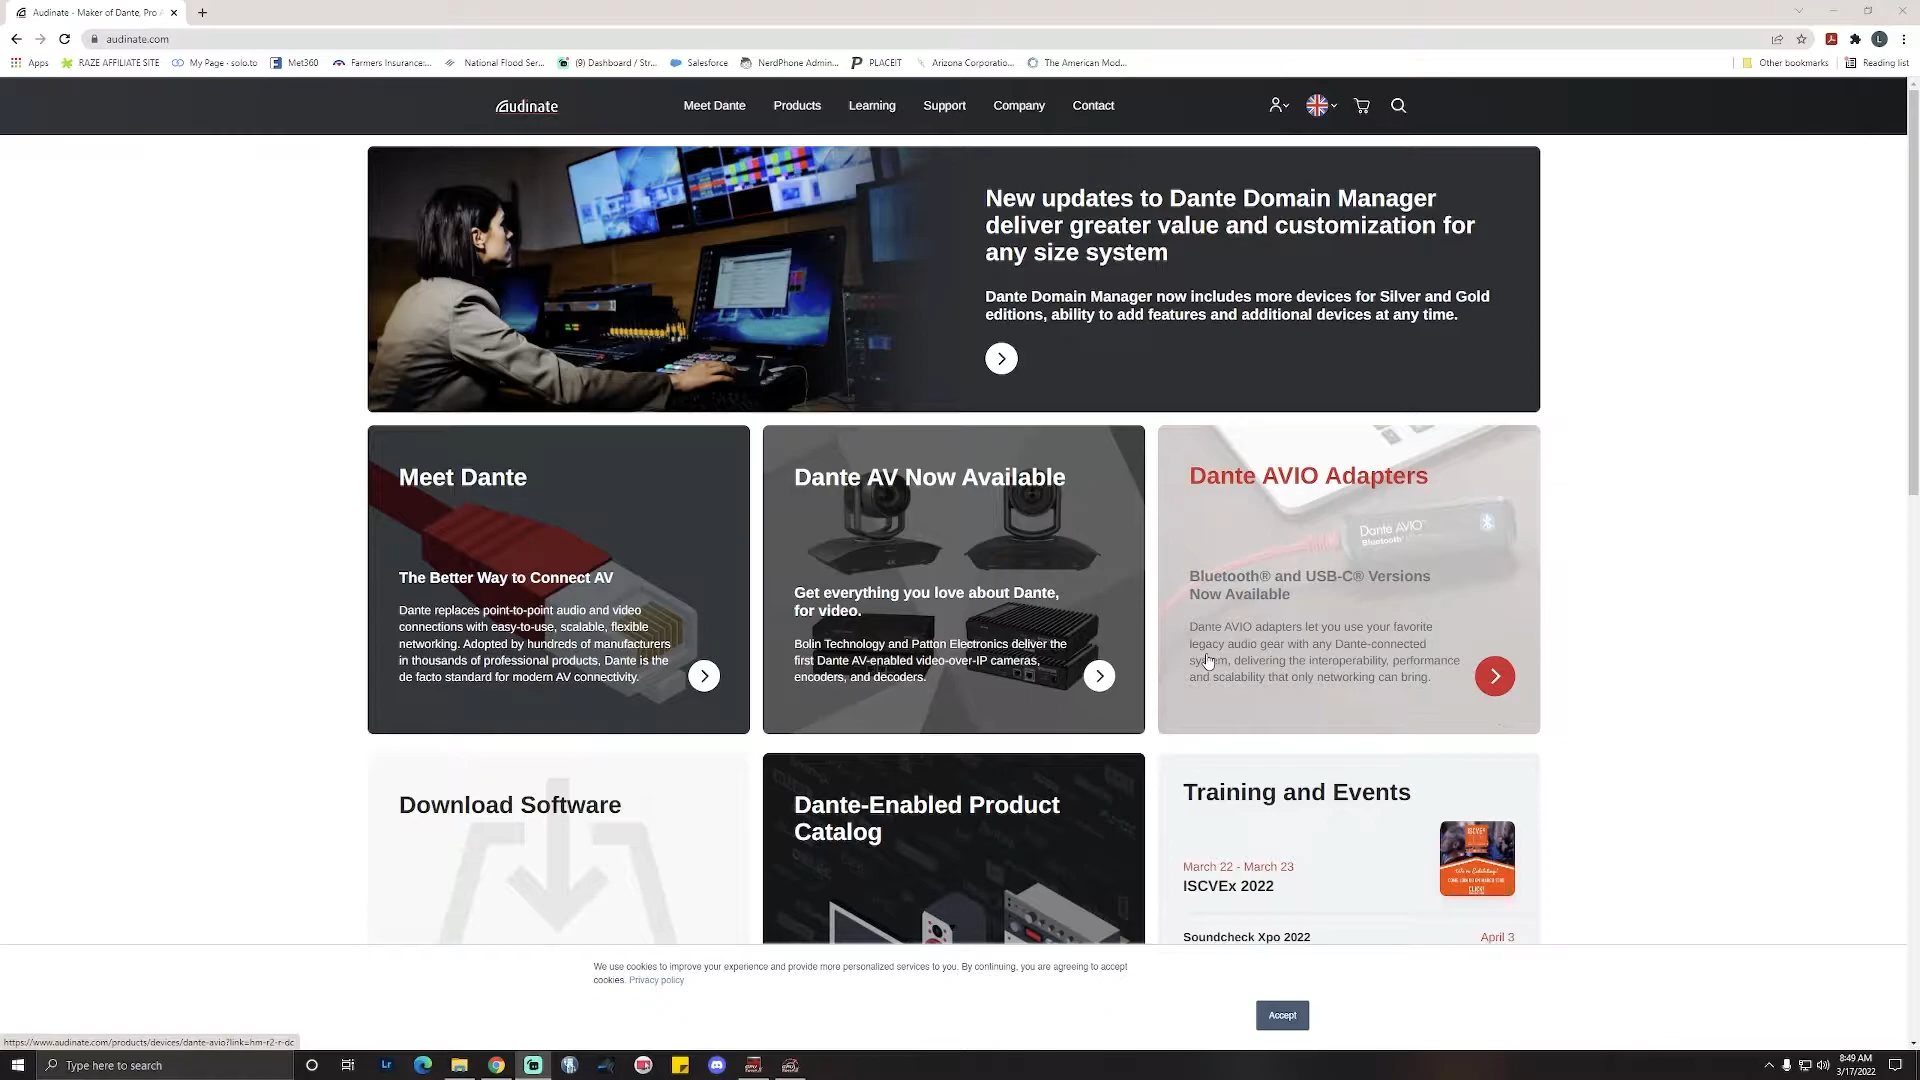 Audinate - Maker of Dante, Pro A
audinate.com
Apps
RAZE AFFILIATE SITE
My Page · solo.to
Met360
Farmers Insurance:...
National Flood Ser...
(9) Dashboard / Str...
Salesforce
NerdPhone Admin...
PLACEIT
Arizona Corporatio...
The American Mod...
Other bookmarks
Reading list
Audinate
Meet Dante
Products
Learning
Support
Company
Contact
New updates to Dante Domain Manager
deliver greater value and customization for
any size system
Dante Domain Manager now includes more devices for Silver and Gold
editions, ability to add features and additional devices at any time.
Meet Dante
The Better Way to Connect AV
Dante replaces point-to-point audio and video
connections with easy-to-use, scalable, flexible
networking. Adopted by hundreds of manufacturers
in thousands of professional products, Dante is the
de facto standard for modern AV connectivity.
Dante AV Now Available
Get everything you love about Dante,
for video.
Bolin Technology and Patton Electronics deliver the
first Dante AV-enabled video-over-IP cameras,
encoders, and decoders.
Dante AVIO Adapters
Dante AVIO™
Bluetooth®
Bluetooth® and USB-C® Versions
Now Available
Dante AVIO adapters let you use your favorite
legacy audio gear with any Dante-connected
system, delivering the interoperability, performance
and scalability that only networking can bring.
Download Software
Dante-Enabled Product
Catalog
Training and Events
March 22 - March 23
ISCVEx 2022
Soundcheck Xpo 2022
April 3
We use cookies to improve your experience and provide more personalized services to you. By continuing, you are agreeing to accept
cookies. Privacy policy
Accept
https://www.audinate.com/products/devices/dante-avio?link=hm-r2-r-dc
Type here to search
Lr
8:49 AM
3/17/2022